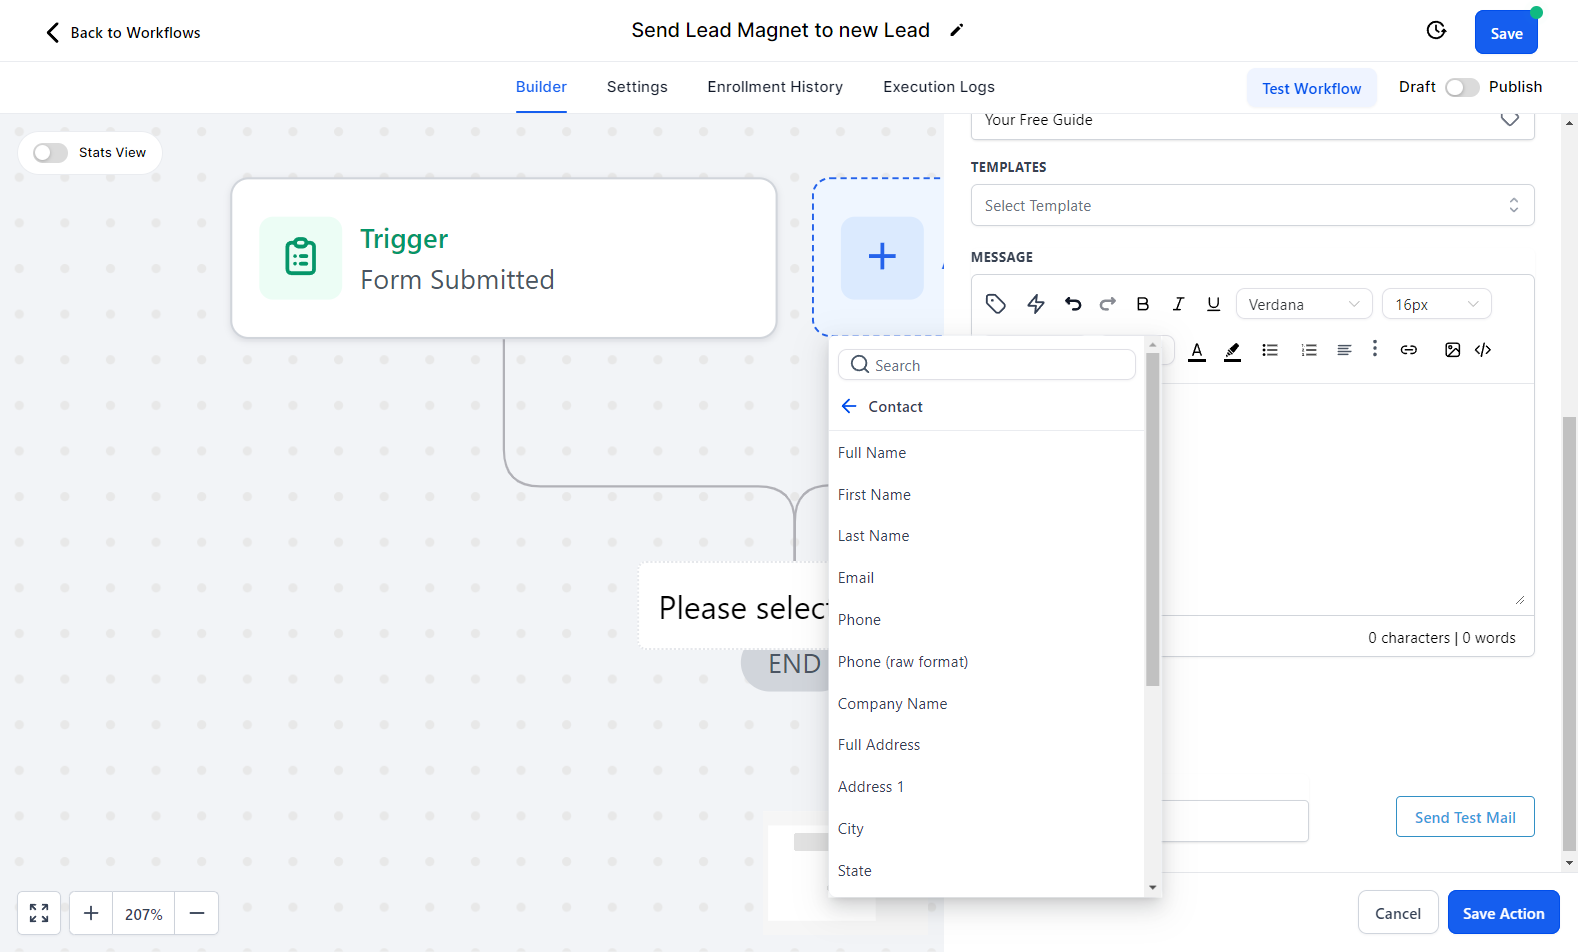 Back to Workflows
Send Lead Magnet to new Lead
Save
Builder
Settings
Enrollment History
Execution Logs
Test Workflow
Draft
Publish
Stats View
Trigger
Form Submitted
Your Free Guide
TEMPLATES
Select Template
MESSAGE
Verdana
16px
Search
Contact
Full Name
First Name
Last Name
Email
Phone
Phone (raw format)
Company Name
Full Address
Address 1
City
State
Please select
END
0 characters | 0 words
Send Test Mail
207%
Cancel
Save Action